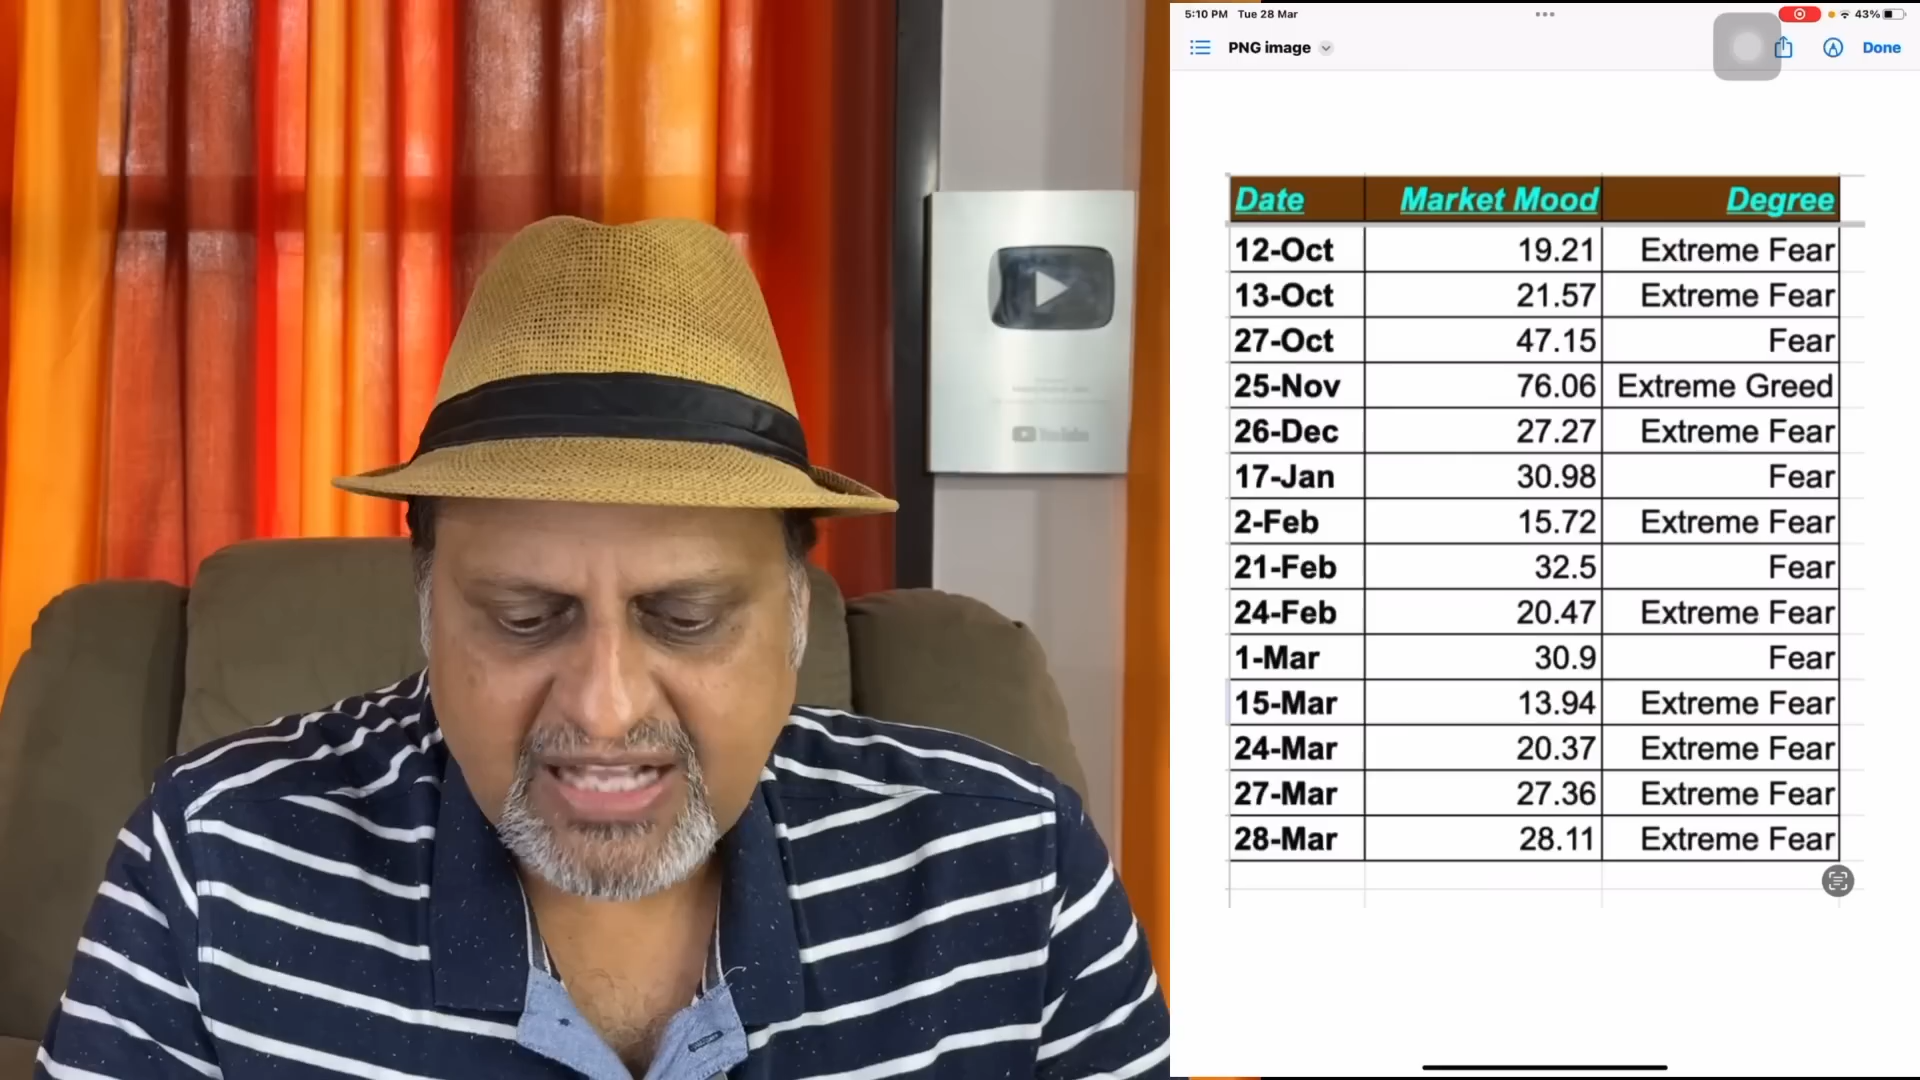 5:10 PM Tue 28 Mar
43%
PNG image
Done
Date Market Mood Degree
12-Oct 19.21 Extreme Fear
13-Oct 21.57 Extreme Fear
27-Oct 47.15 Fear
25-Nov 76.06 Extreme Greed
26-Dec 27.27 Extreme Fear
17-Jan 30.98 Fear
2-Feb 15.72 Extreme Fear
21-Feb 32.5 Fear
24-Feb 20.47 Extreme Fear
1-Mar 30.9 Fear
15-Mar 13.94 Extreme Fear
24-Mar 20.37 Extreme Fear
27-Mar 27.36 Extreme Fear
28-Mar 28.11 Extreme Fear
YouTube